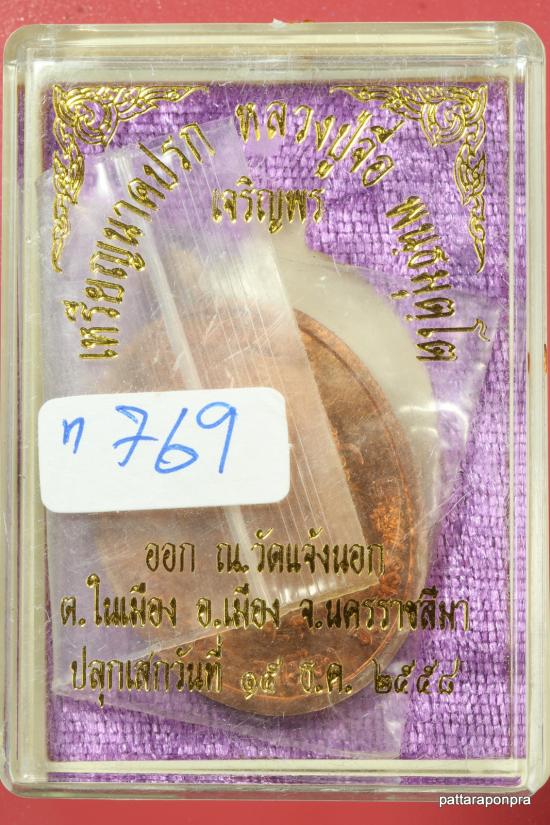 เหรียญนาคปรก หลวงปู่จื่อ พนฺธมุตฺโต
เจริญพร
ท 769
ออก ณ.วัดแจ้งนอก
ต.ในเมือง อ.เมือง จ.นครราชสีมา
ปลุกเสกวันที่ ๑๕ ธ.ค. ๒๕๕๘
pattaraponpra